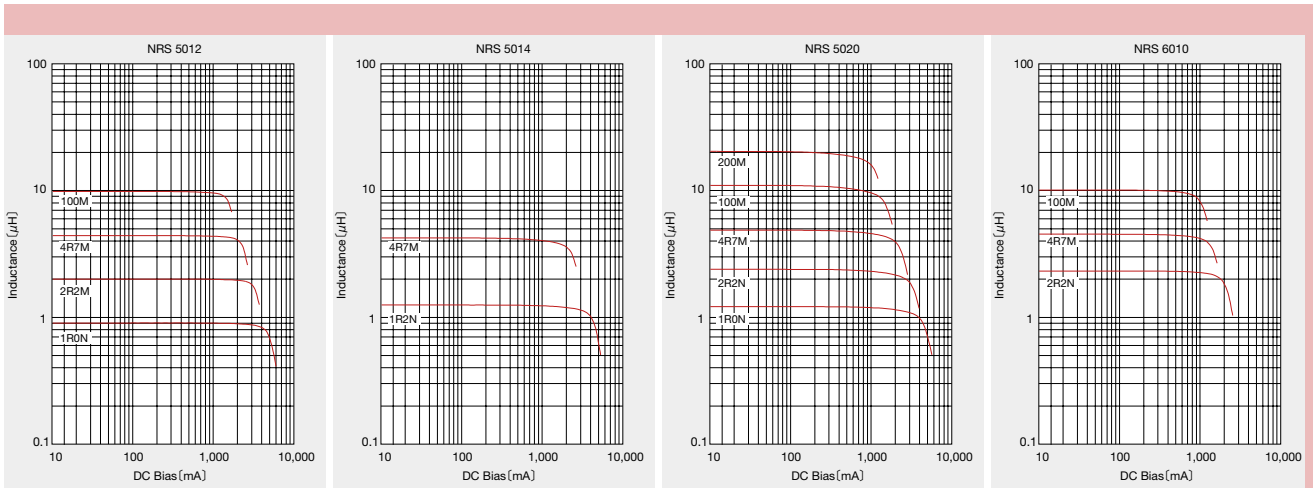 NRS 5012
100
10
1
0.1
Inductance〔μH〕
100M
4R7M
2R2M
1R0N
10
100
1,000
10,000
DC Bias〔mA〕
NRS 5014
100
10
1
0.1
Inductance〔μH〕
4R7M
1R2N
10
100
1,000
10,000
DC Bias〔mA〕
NRS 5020
100
10
1
0.1
Inductance〔μH〕
200M
100M
4R7M
2R2N
1R0N
10
100
1,000
10,000
DC Bias〔mA〕
NRS 6010
100
10
1
0.1
Inductance〔μH〕
100M
4R7M
2R2N
10
100
1,000
10,000
DC Bias〔mA〕